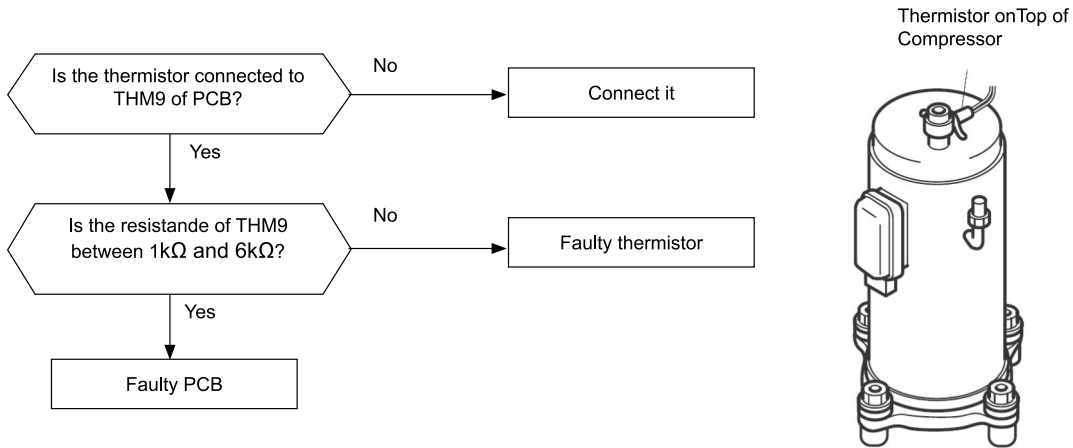 Thermistor onTop of
Compressor
Is the thermistor connected to
THM9 of PCB?
No
Connect it
Yes
Is the resistande of THM9
between 1kΩ and 6kΩ?
No
Faulty thermistor
Yes
Faulty PCB